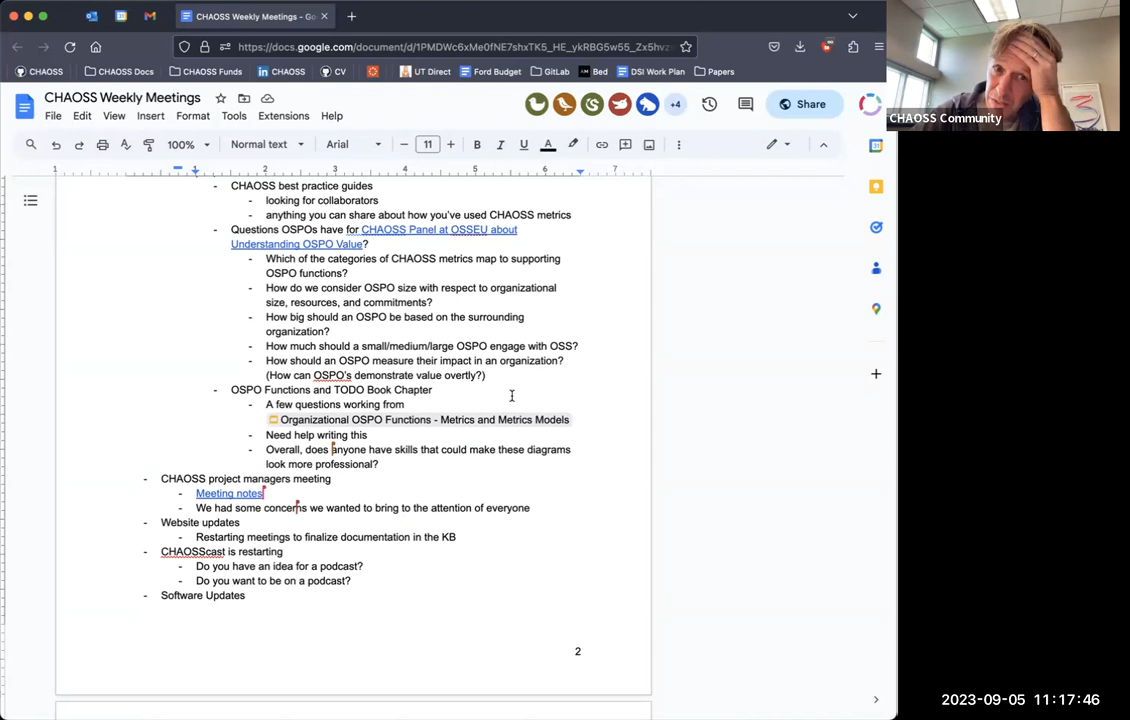 CHAOSS Weekly Meetings - Go
https://docs.google.com/document/d/1PMDWc6xMe0fNE7shxTK5_HE_ykRBG5w55_Zx5hvz
CHAOSS
CHAOSS Docs
CHAOSS Funds
CHAOSS
CV
UT Direct
Ford Budget
GitLab
Bed
DSI Work Plan
Papers
CHAOSS Community
CHAOSS Weekly Meetings
+4
Share
File Edit View Insert Format Tools Extensions Help
100% Normal text Arial 11
1 1 2 3 4 5 6 7
- CHAOSS best practice guides
- looking for collaborators
- anything you can share about how you've used CHAOSS metrics
- Questions OSPOs have for CHAOSS Panel at OSSEU about
Understanding OSPO Value?
- Which of the categories of CHAOSS metrics map to supporting
OSPO functions?
- How do we consider OSPO size with respect to organizational
size, resources, and commitments?
- How big should an OSPO be based on the surrounding
organization?
- How much should a small/medium/large OSPO engage with OSS?
- How should an OSPO measure their impact in an organization?
(How can OSPO's demonstrate value overtly?)
- OSPO Functions and TODO Book Chapter
- A few questions working from
Organizational OSPO Functions - Metrics and Metrics Models
- Need help writing this
- Overall, does anyone have skills that could make these diagrams
look more professional?
- CHAOSS project managers meeting
- Meeting notes
- We had some concerns we wanted to bring to the attention of everyone
- Website updates
- Restarting meetings to finalize documentation in the KB
- CHAOSScast is restarting
- Do you have an idea for a podcast?
- Do you want to be on a podcast?
- Software Updates
2
2023-09-05 11:17:46